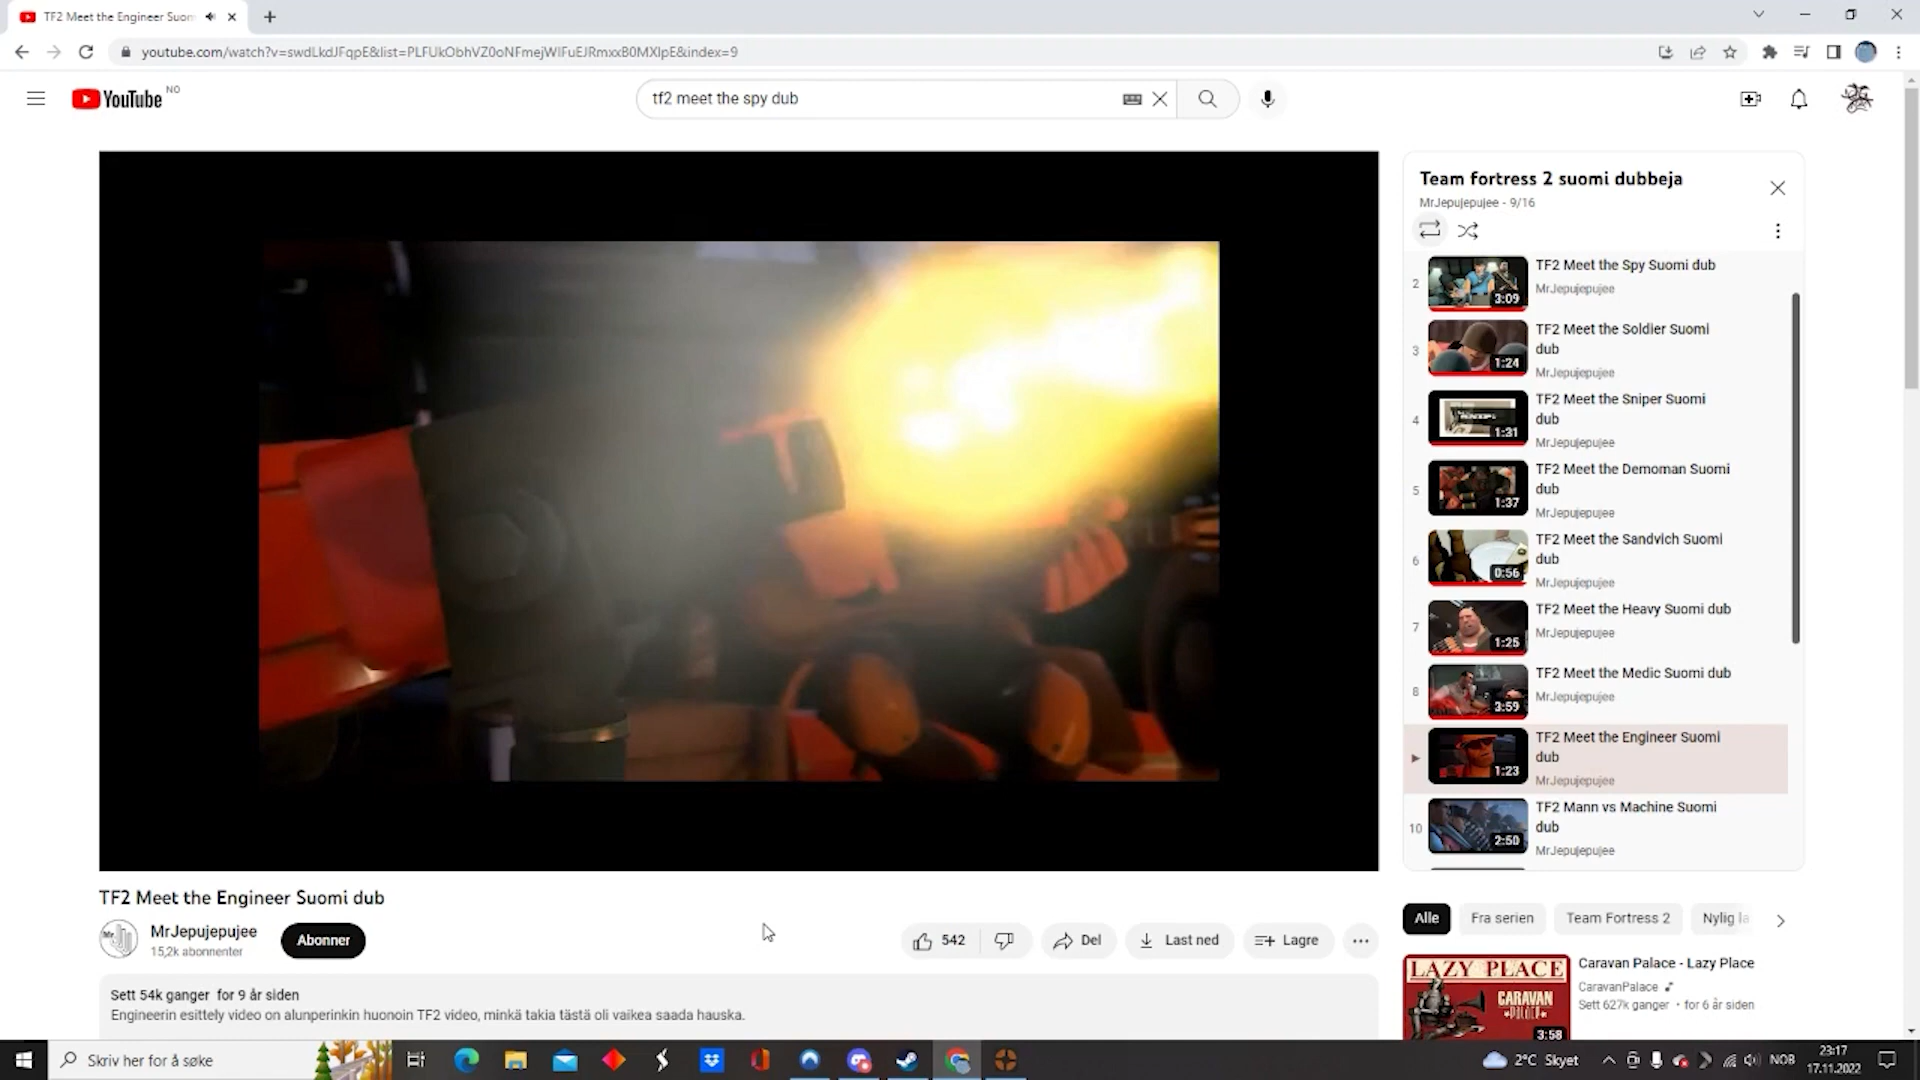 TF2 Meet the Engineer Suom
youtube.com/watch?v=swdLkdJFqpE&list=PLFUkObhVZ0oNFmejWIFuEJRmxxB0MXlpE&index=9
YouTube NO
tf2 meet the spy dub
Team fortress 2 suomi dubbeja
MrJepujepujee - 9/16
2
3:09
TF2 Meet the Spy Suomi dub
MrJepujepujee
3
1:24
TF2 Meet the Soldier Suomi
dub
MrJepujepujee
4
1:31
TF2 Meet the Sniper Suomi
dub
MrJepujepujee
5
1:37
TF2 Meet the Demoman Suomi
dub
MrJepujepujee
6
0:56
TF2 Meet the Sandvich Suomi
dub
MrJepujepujee
7
1:25
TF2 Meet the Heavy Suomi dub
MrJepujepujee
8
3:59
TF2 Meet the Medic Suomi dub
MrJepujepujee
1:23
TF2 Meet the Engineer Suomi
dub
MrJepujepujee
10
2:50
TF2 Mann vs Machine Suomi
dub
MrJepujepujee
TF2 Meet the Engineer Suomi dub
MrJepujepujee
15,2k abonnenter
Abonner
542
Del
Last ned
Lagre
Sett 54k ganger for 9 år siden
Engineerin esittely video on alunperinkin huonoin TF2 video, minkä takia tästä oli vaikea saada hauska.
Alle
Fra serien
Team Fortress 2
Nylig la
LAZY PLACE
CARAVAN
PALACE
3:58
Caravan Palace - Lazy Place
CaravanPalace
Sett 627k ganger • for 6 år siden
Skriv her for å søke
2°C Skyet
NOB
23:17
17.11.2022